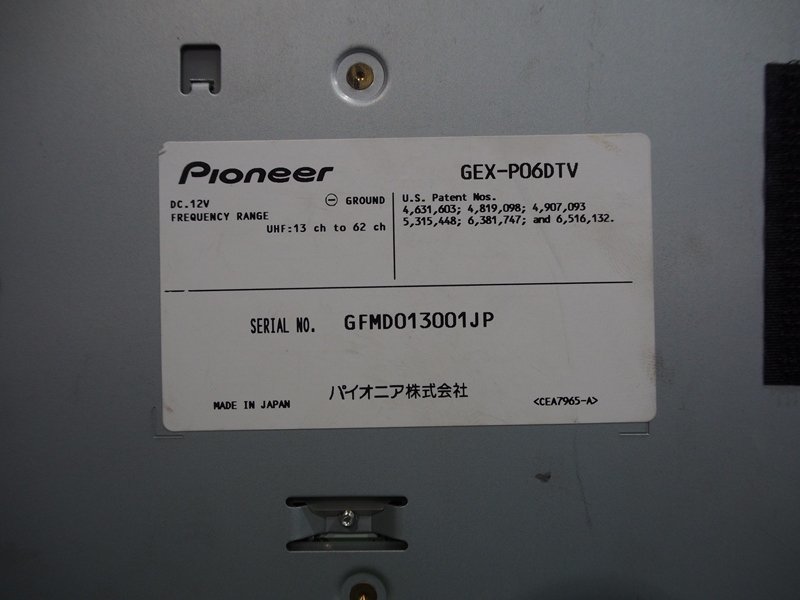 Pioneer
GEX-P06DTV
DC.12V
⊖ GROUND
FREQUENCY RANGE
UHF:13 ch to 62 ch
U.S. Patent Nos.
4,631,603; 4,819,098; 4,907,093
5,315,448; 6,381,747; and 6,516,132.
SERIAL NO. GFMD013001JP
MADE IN JAPAN
パイオニア株式会社
<CEA7965-A>